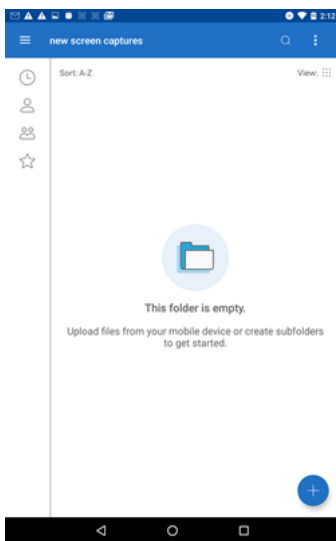 2:12
new screen captures
Sort: A-Z
View:
This folder is empty.
Upload files from your mobile device or create subfolders
to get started.